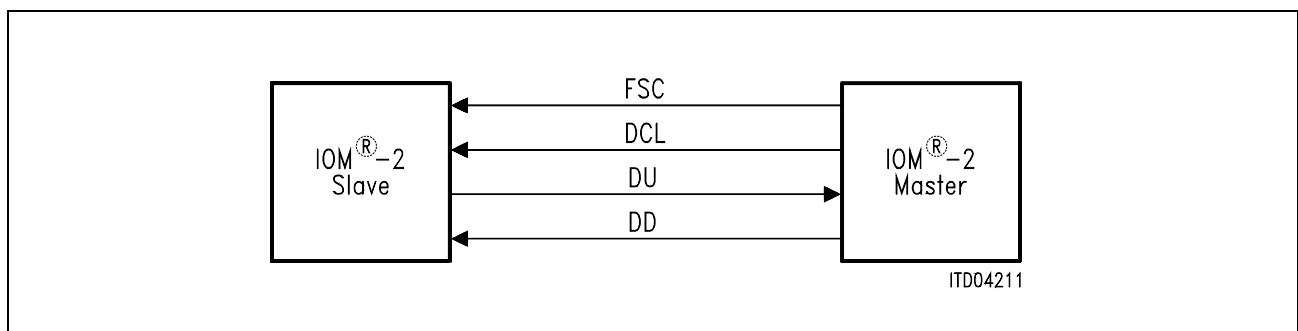 FSC
DCL
DU
DD
IOM®-2
Slave
IOM®-2
Master
ITD04211